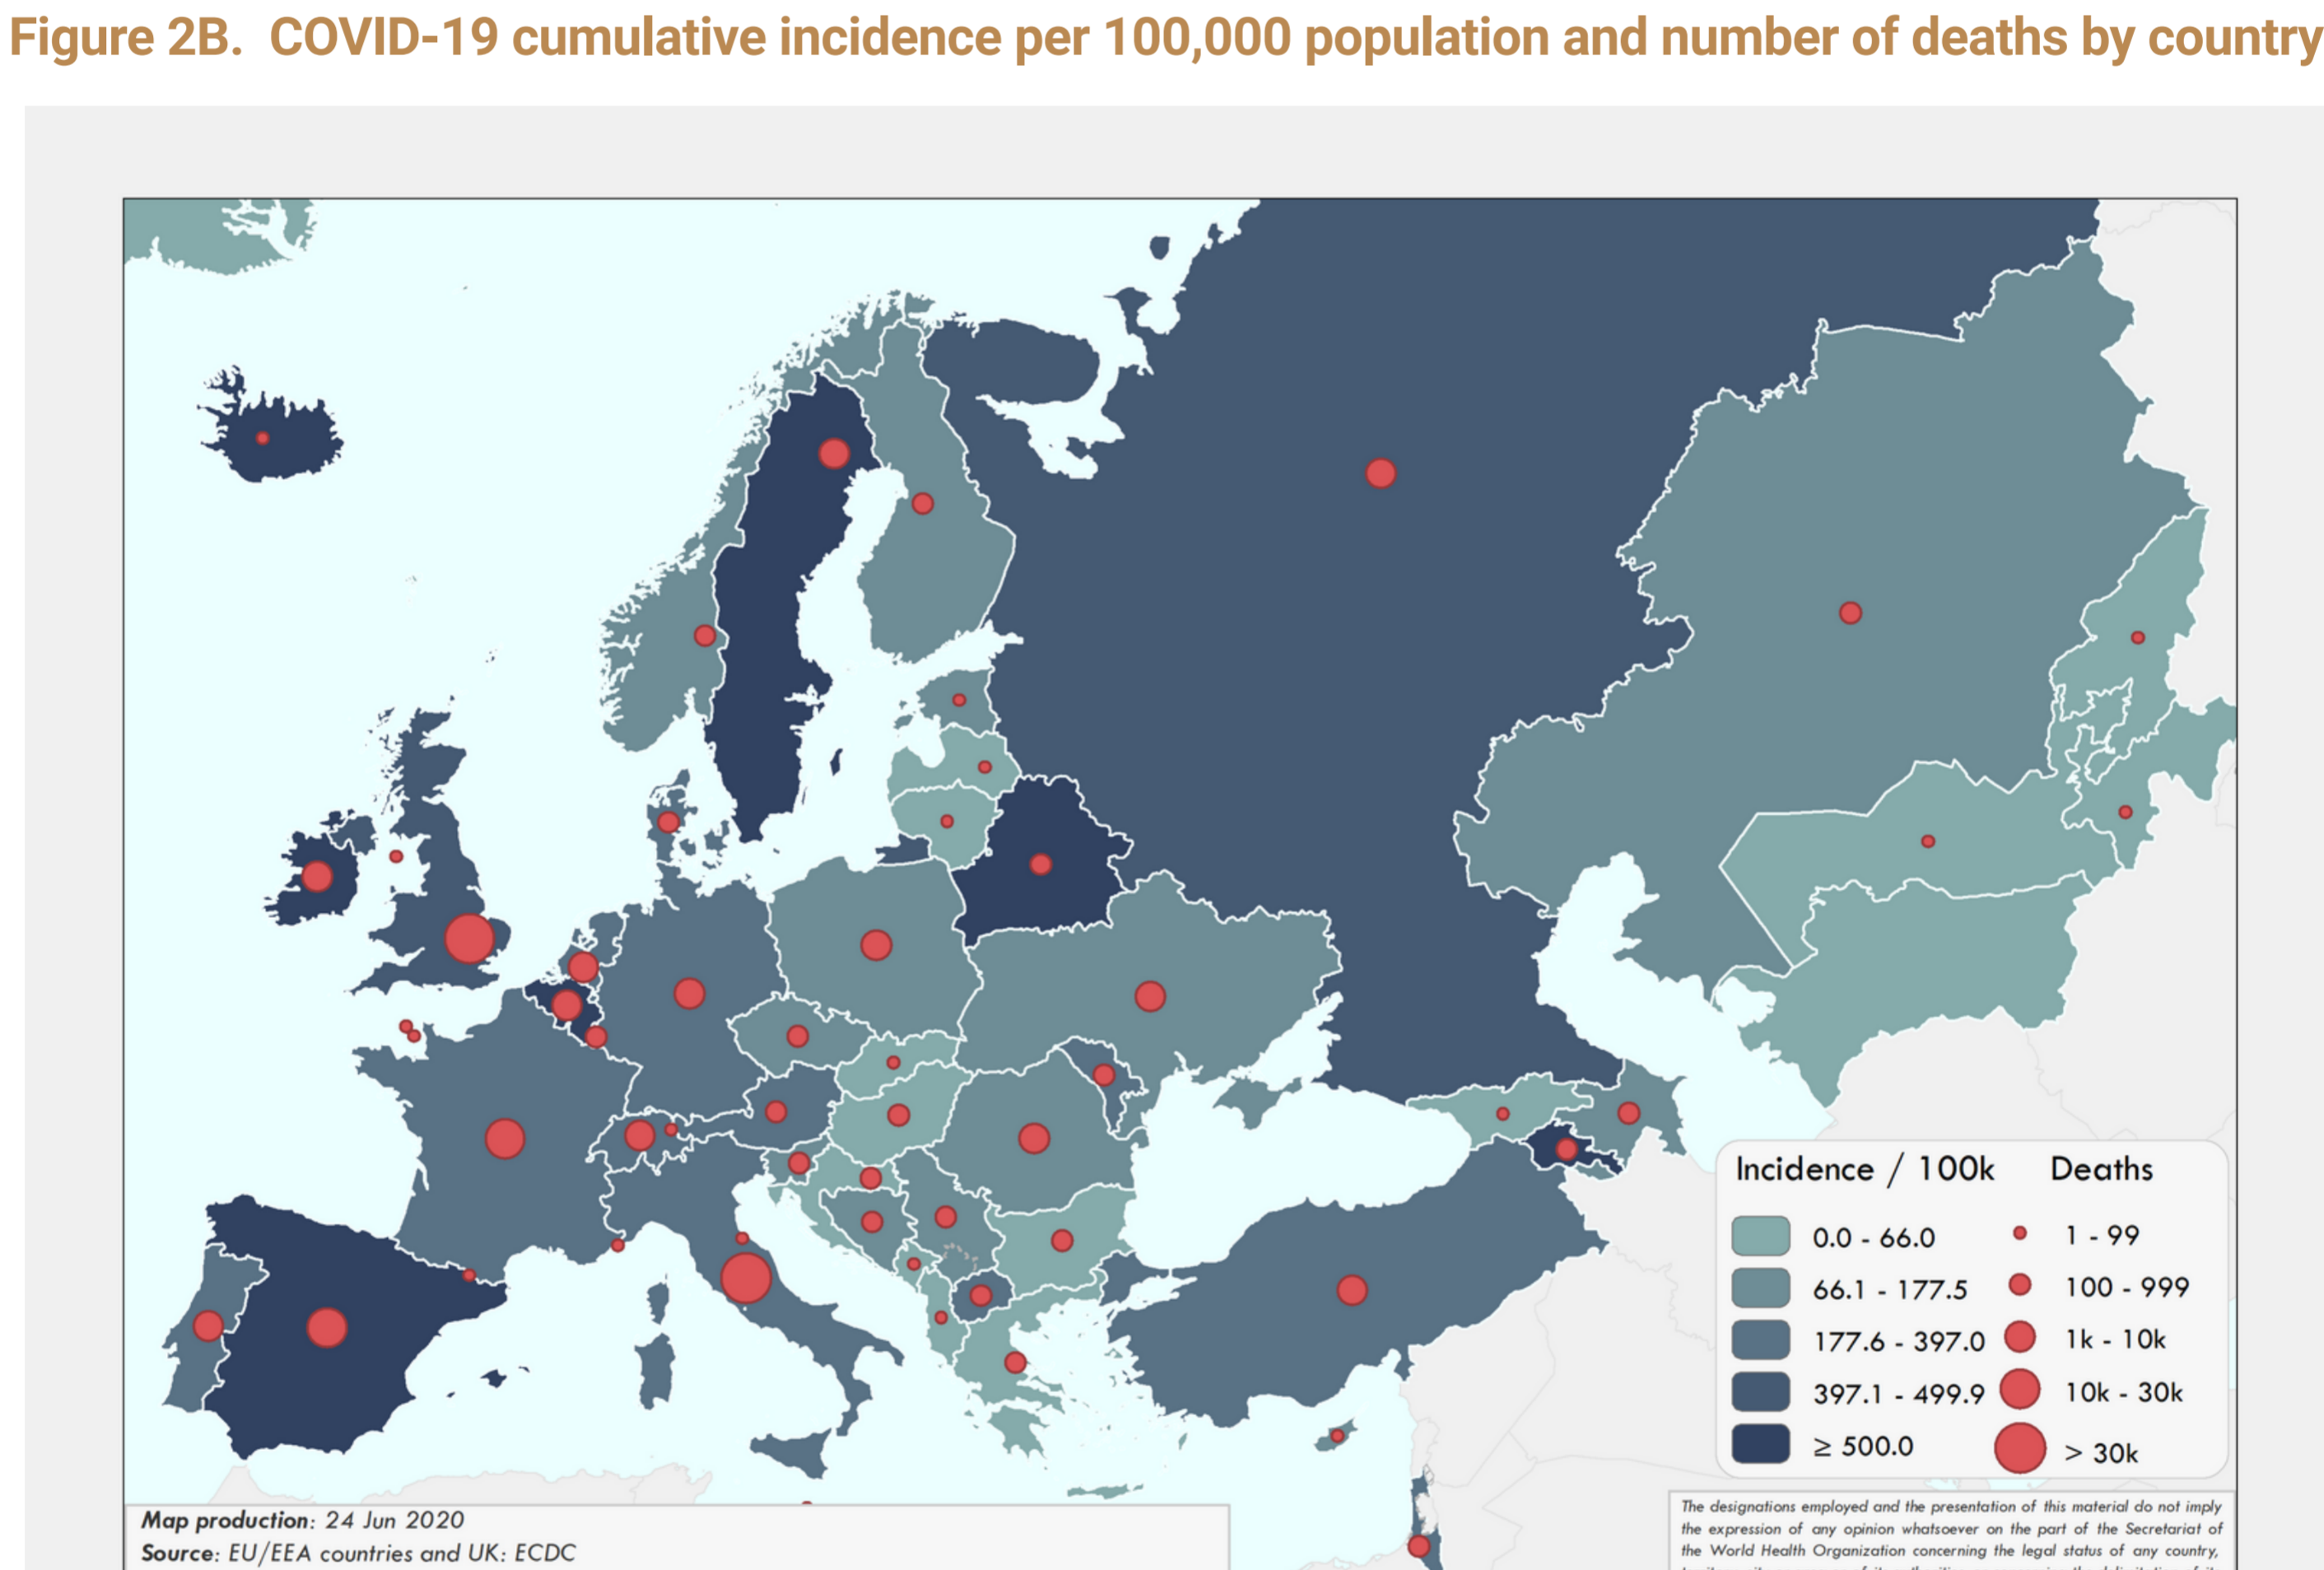 Figure 2B. COVID-19 cumulative incidence per 100,000 population and number of deaths by country
Incidence / 100k Deaths
0.0 - 66.0 1 - 99
66.1 - 177.5 100 - 999
177.6 - 397.0 1k - 10k
397.1 - 499.9 10k - 30k
≥ 500.0 > 30k
Map production: 24 Jun 2020
Source: EU/EEA countries and UK: ECDC
The designations employed and the presentation of this material do not imply
the expression of any opinion whatsoever on the part of the Secretariat of
the World Health Organization concerning the legal status of any country,